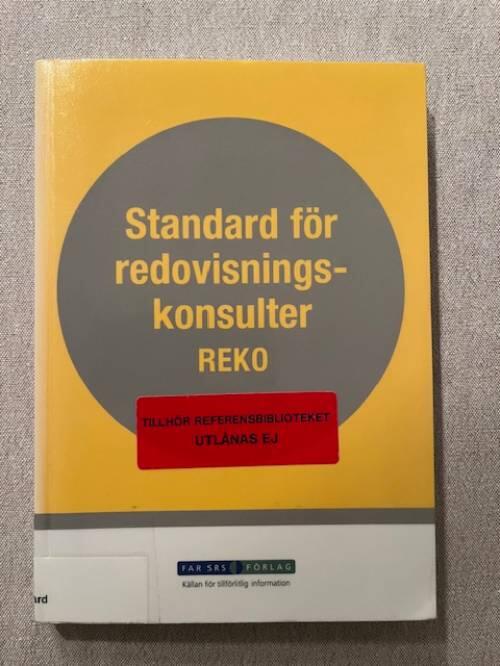 Standard för
redovisnings-
konsulter
REKO
TILLHÖR REFERENSBIBLIOTEKET
UTLÅNAS EJ
FAR SRS FÖRLAG
Källan för tillförlitlig information
ard